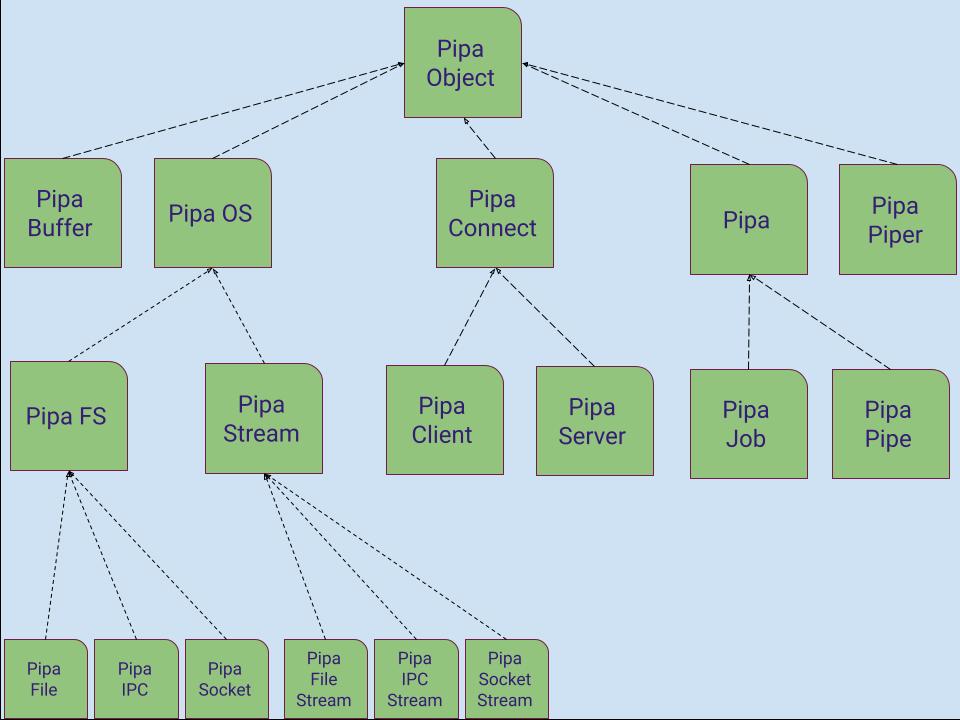 Pipa
Object
Pipa
Buffer
Pipa OS
Pipa
Connect
Pipa
Pipa
Piper
Pipa FS
Pipa
Stream
Pipa
Client
Pipa
Server
Pipa
Job
Pipa
Pipe
Pipa
File
Pipa
IPC
Pipa
Socket
Pipa
File
Stream
Pipa
IPC
Stream
Pipa
Socket
Stream